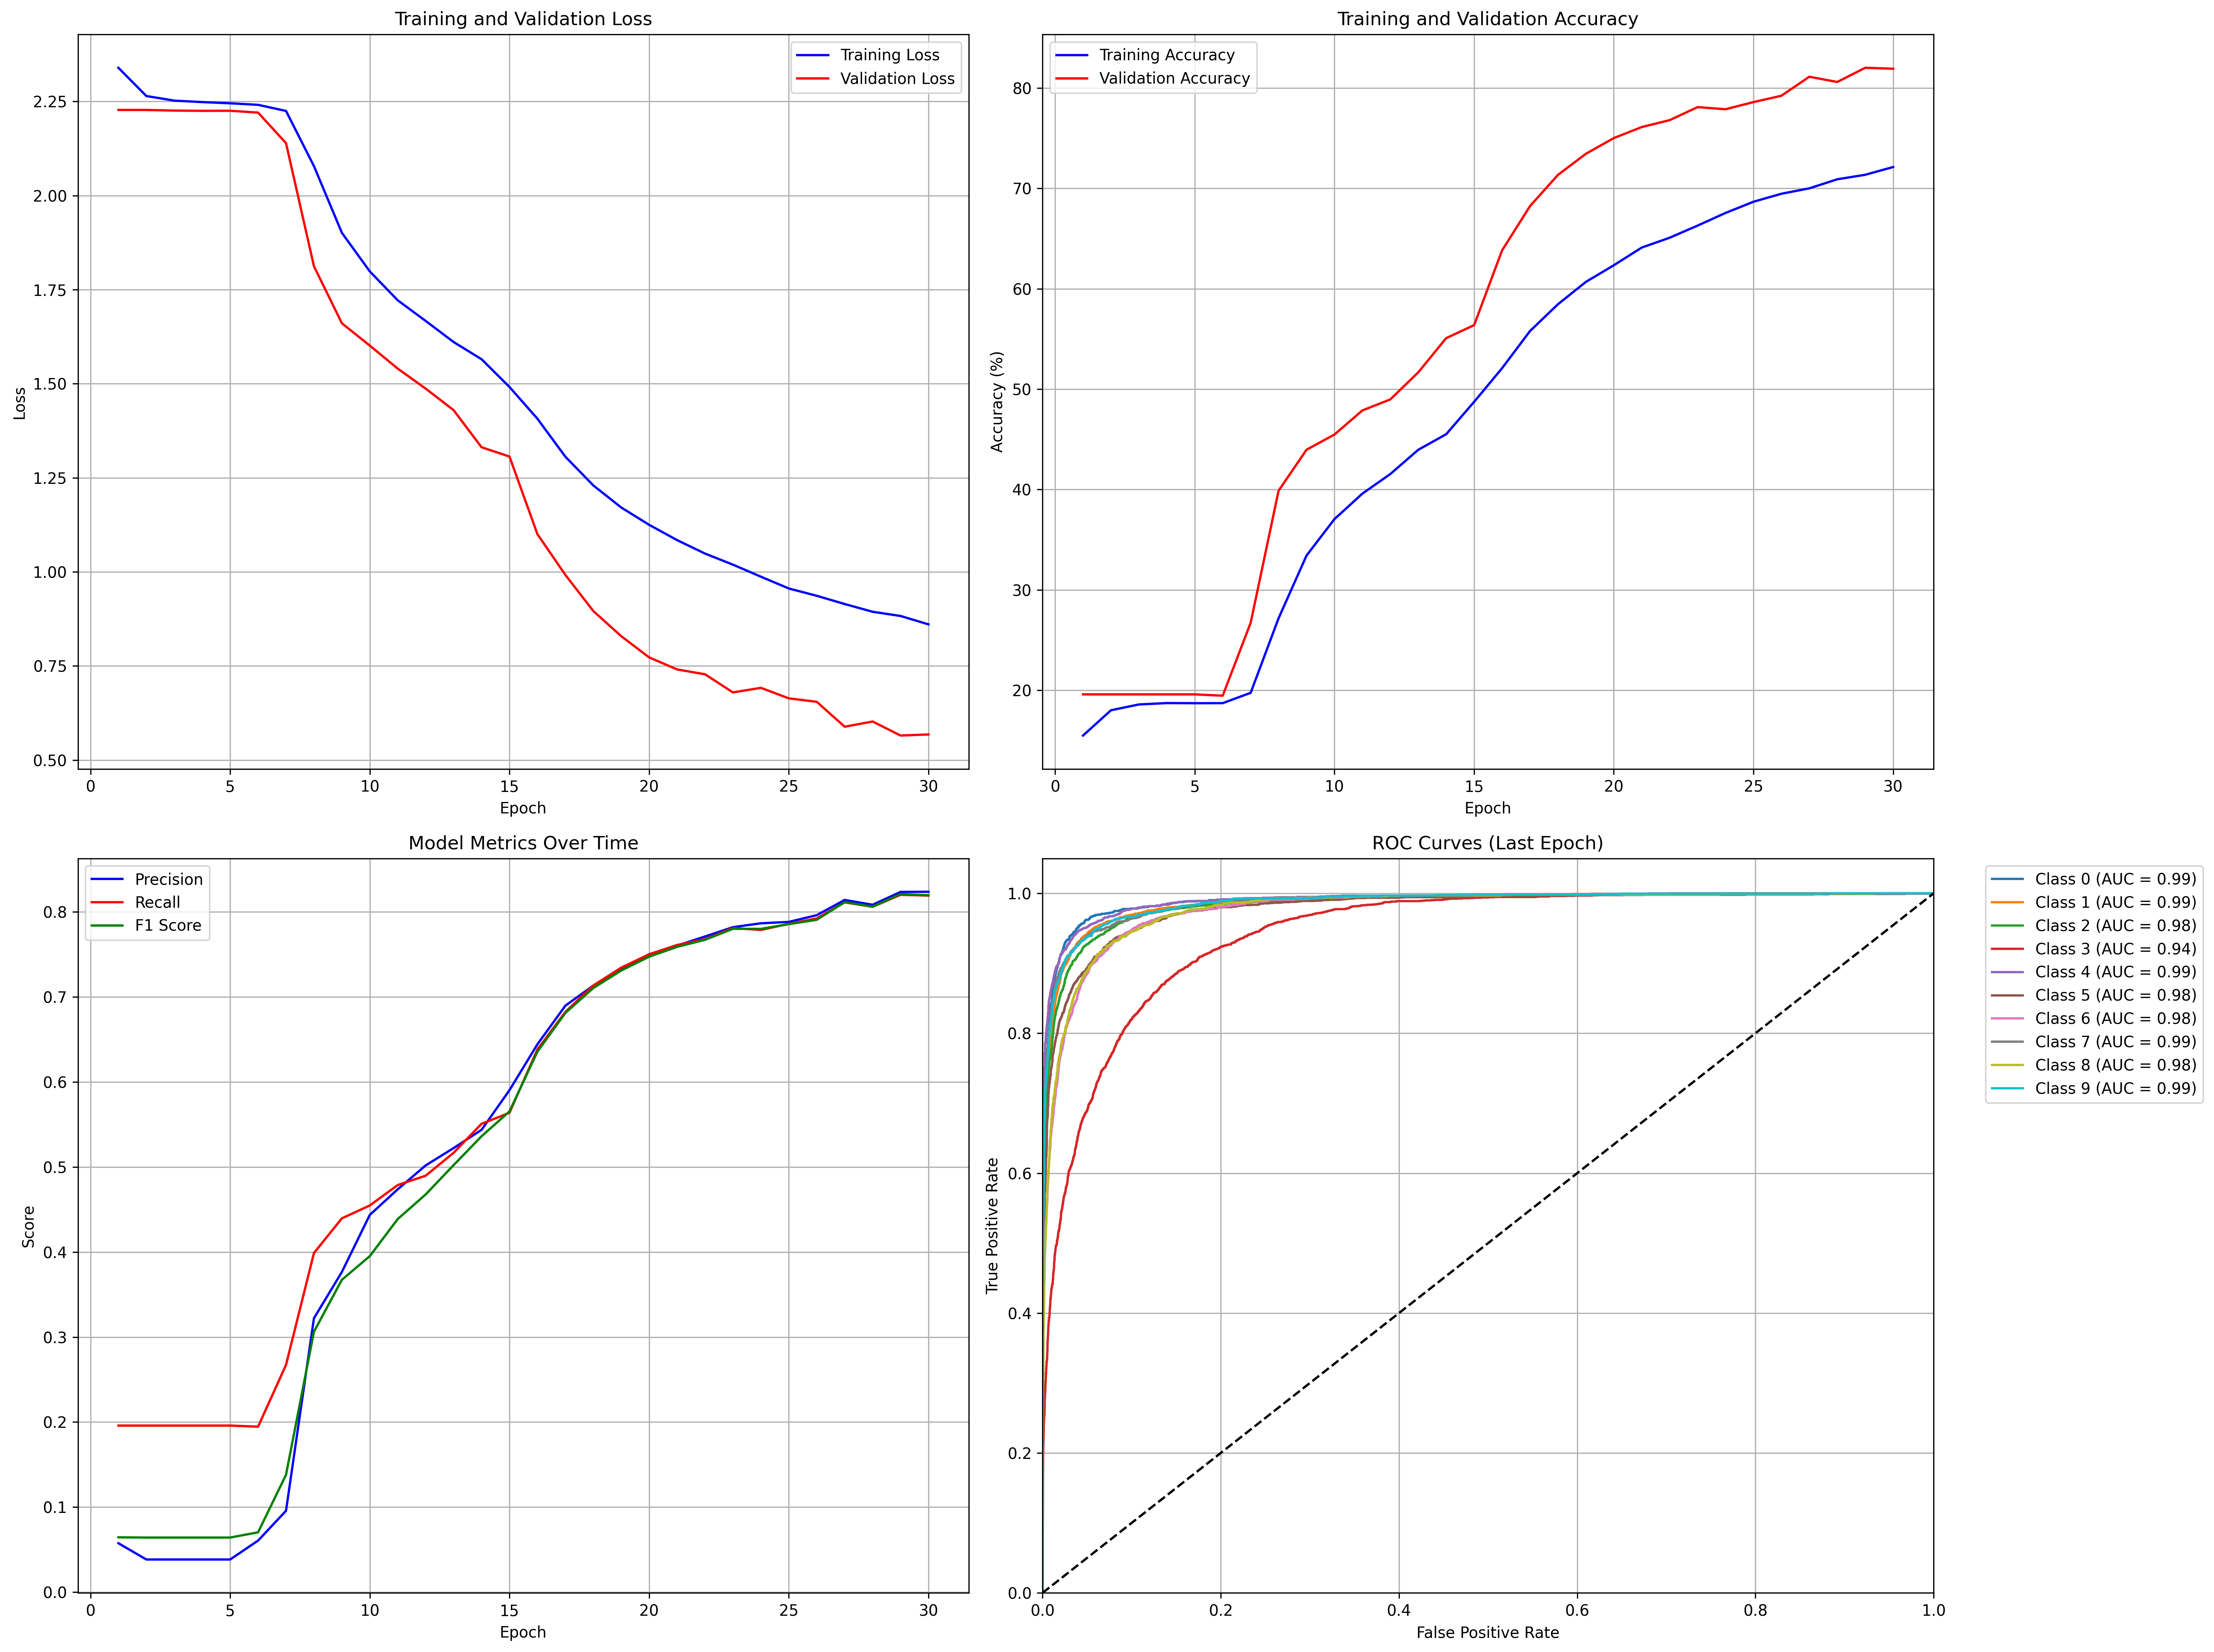 Training and Validation Loss
Training Loss
Validation Loss
2.25
2.00
1.75
1.50
1.25
1.00
0.75
0.50
Loss
0 5 10 15 20 25 30
Epoch
Training and Validation Accuracy
Training Accuracy
Validation Accuracy
80
70
60
50
40
30
20
Accuracy (%)
0 5 10 15 20 25 30
Epoch
Model Metrics Over Time
Precision
Recall
F1 Score
0.8
0.7
0.6
0.5
0.4
0.3
0.2
0.1
0.0
Score
0 5 10 15 20 25 30
Epoch
ROC Curves (Last Epoch)
1.0
0.8
0.6
0.4
0.2
0.0
True Positive Rate
0.0 0.2 0.4 0.6 0.8 1.0
False Positive Rate
Class 0 (AUC = 0.99)
Class 1 (AUC = 0.99)
Class 2 (AUC = 0.98)
Class 3 (AUC = 0.94)
Class 4 (AUC = 0.99)
Class 5 (AUC = 0.98)
Class 6 (AUC = 0.98)
Class 7 (AUC = 0.99)
Class 8 (AUC = 0.98)
Class 9 (AUC = 0.99)